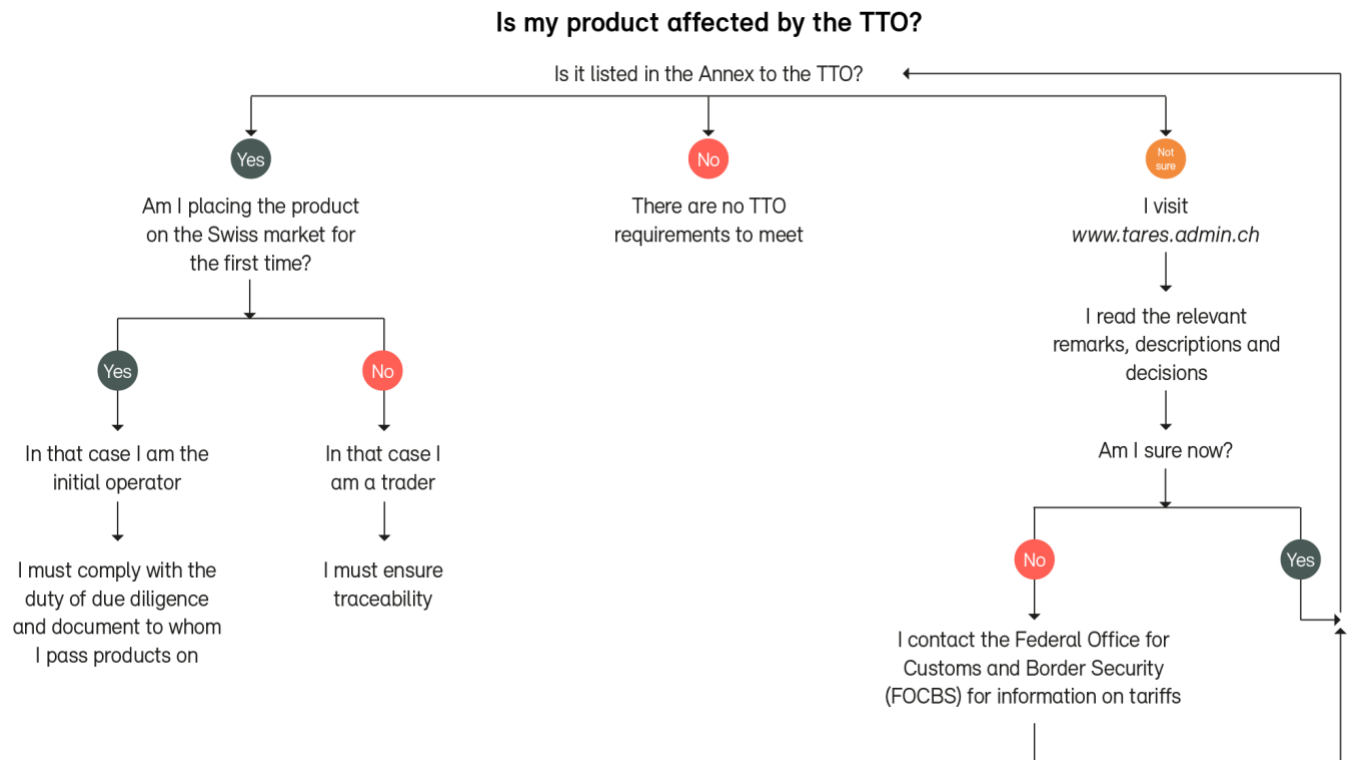 Is my product affected by the TTO?
Is it listed in the Annex to the TTO?
Yes
No
Not
sure
Am I placing the product
on the Swiss market for
the first time?
There are no TTO
requirements to meet
I visit
www.tares.admin.ch
I read the relevant
remarks, descriptions and
decisions
Yes
No
In that case I am the
initial operator
In that case I
am a trader
Am I sure now?
I must comply with the
duty of due diligence
and document to whom
I pass products on
I must ensure
traceability
No
Yes
I contact the Federal Office for
Customs and Border Security
(FOCBS) for information on tariffs